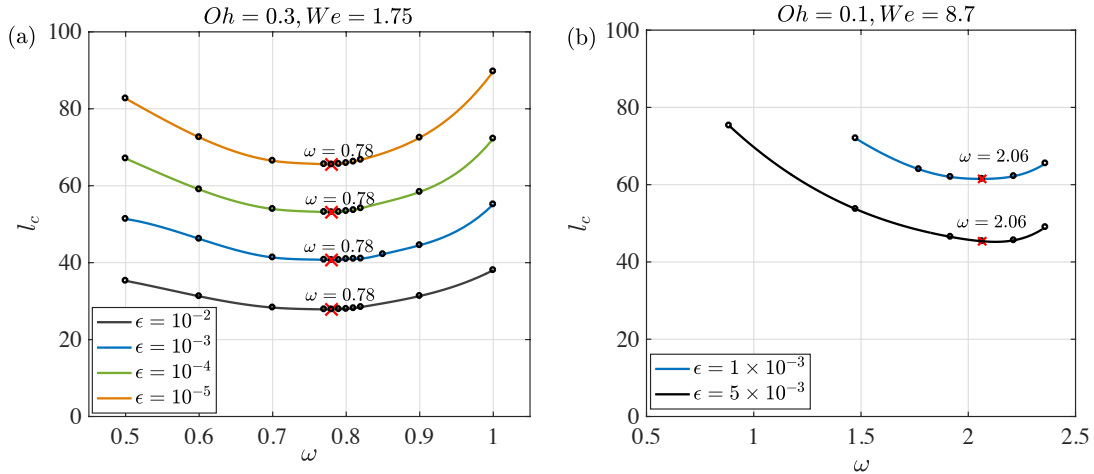 (a)
Oh = 0.3, We = 1.75
100
80
60
40
20
0
l_c
ω = 0.78
ω = 0.78
ω = 0.78
ω = 0.78
ϵ = 10⁻²
ϵ = 10⁻³
ϵ = 10⁻⁴
ϵ = 10⁻⁵
0.5 0.6 0.7 0.8 0.9 1
ω
(b)
Oh = 0.1, We = 8.7
100
80
60
40
20
0
l_c
ω = 2.06
ω = 2.06
ϵ = 1 × 10⁻³
ϵ = 5 × 10⁻³
0.5 1 1.5 2 2.5
ω